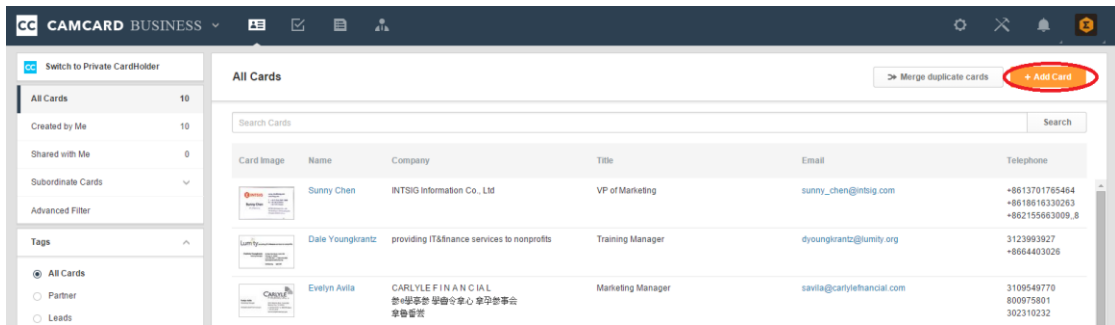 CC CAMCARD BUSINESS
CC Switch to Private CardHolder
All Cards 10
Created by Me 10
Shared with Me 0
Subordinate Cards
Advanced Filter
Tags
All Cards
Partner
Leads
All Cards
Merge duplicate cards
+ Add Card
Search Cards
Search
Card Image Name Company Title Email Telephone
Sunny Chen INTSIG Information Co., Ltd VP of Marketing sunny_chen@intsig.com +8613701765464
+8618616330263
+862155663009,8
Lumity
Dale Youngkrantz providing IT&finance services to nonprofits Training Manager dyoungkrantz@lumity.org 3123993927
+8664403026
CARLYLE
Evelyn Avila CARLYLE F I N A N C I A L Marketing Manager savila@carlylefnancial.com 3109549770
800975801
302310232